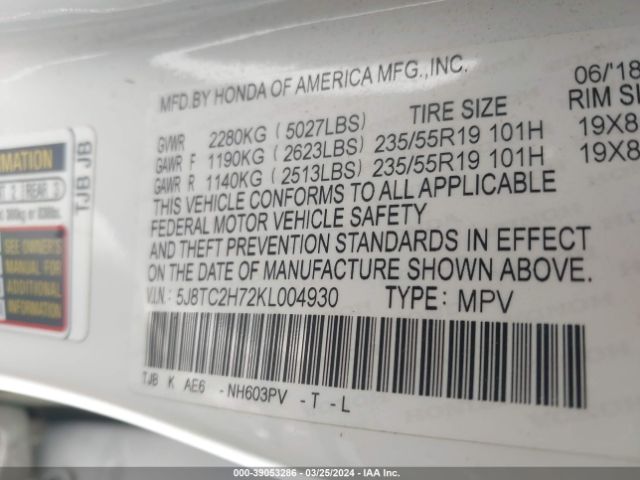 MFD.BY HONDA OF AMERICA MFG.,INC. 06/'18
TIRE SIZE RIM
GVWR 2280KG ( 5027LBS)
GAWR F 1190KG ( 2623LBS) 235/55R19 101H 19X8
GAWR R 1140KG ( 2513LBS) 235/55R19 101H 19X8
THIS VEHICLE CONFORMS TO ALL APPLICABLE
FEDERAL MOTOR VEHICLE SAFETY
AND THEFT PREVENTION STANDARDS IN EFFECT
ON THE DATE OF MANUFACTURE SHOWN ABOVE.
V.I.N.: 5J8TC2H72KL004930 TYPE: MPV
TJB K AE6 -NH603PV -T -L
TJB JB
REAR 3
SEE OWNER'S
MANUAL FOR
ADDITIONAL
INFORMATION
000-39053286 - 03/25/2024 - IAA Inc.